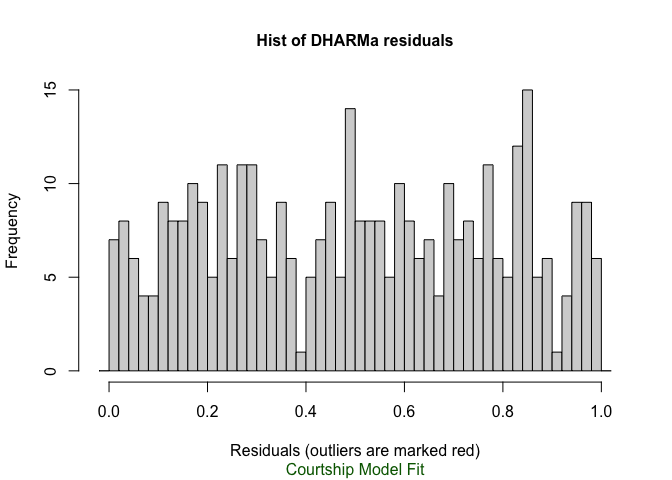 Hist of DHARMa residuals
Frequency
15
10
5
0
0.0 0.2 0.4 0.6 0.8 1.0
Residuals (outliers are marked red)
Courtship Model Fit